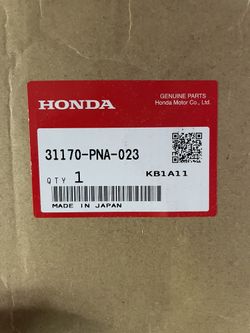 GENUINE PARTS
Honda Motor Co., Ltd.
HONDA
31170-PNA-023
QTY 1
KB1A11
MADE IN JAPAN